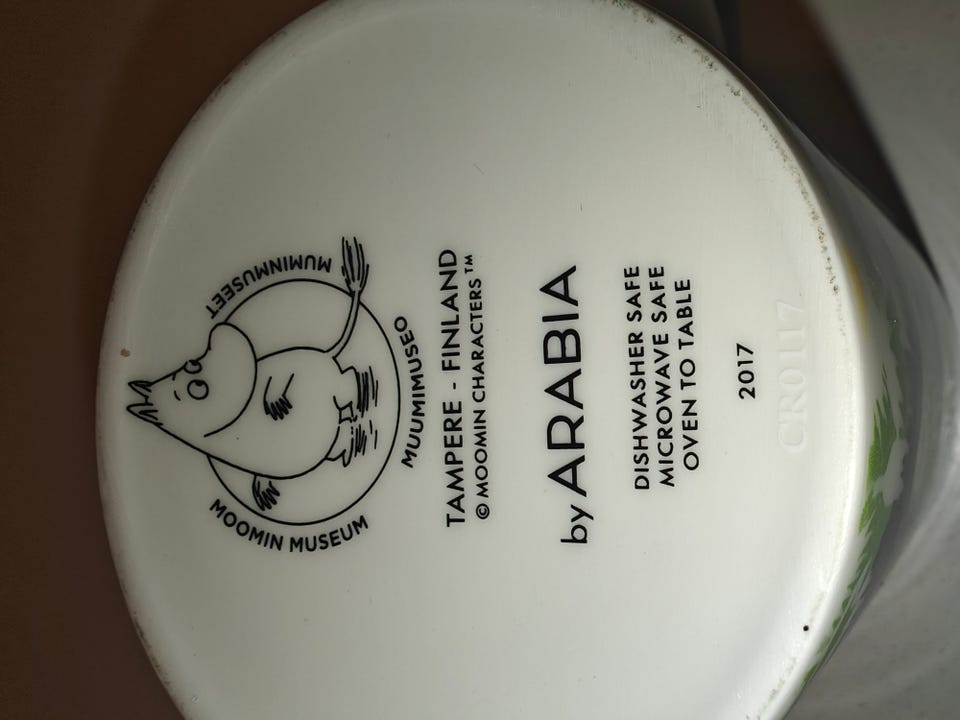 MUMINMUSEET
MOOMIN MUSEUM
MUUMIMUSEO
TAMPERE - FINLAND
© MOOMIN CHARACTERS™
by ARABIA
DISHWASHER SAFE
MICROWAVE SAFE
OVEN TO TABLE
2017
CR0117